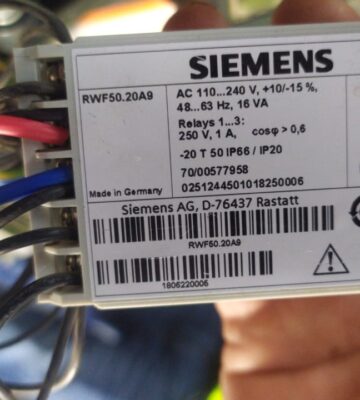 SIEMENS
RWF50.20A9
AC 110...240 V, +10/-15 %,
48...63 Hz, 16 VA
Relays 1...3:
250 V, 1 A, cosφ > 0,6
-20 T 50 IP66 / IP20
70/00577958
0251244501018250006
Made in Germany
Siemens AG, D-76437 Rastatt
RWF50.20A9
1806220006